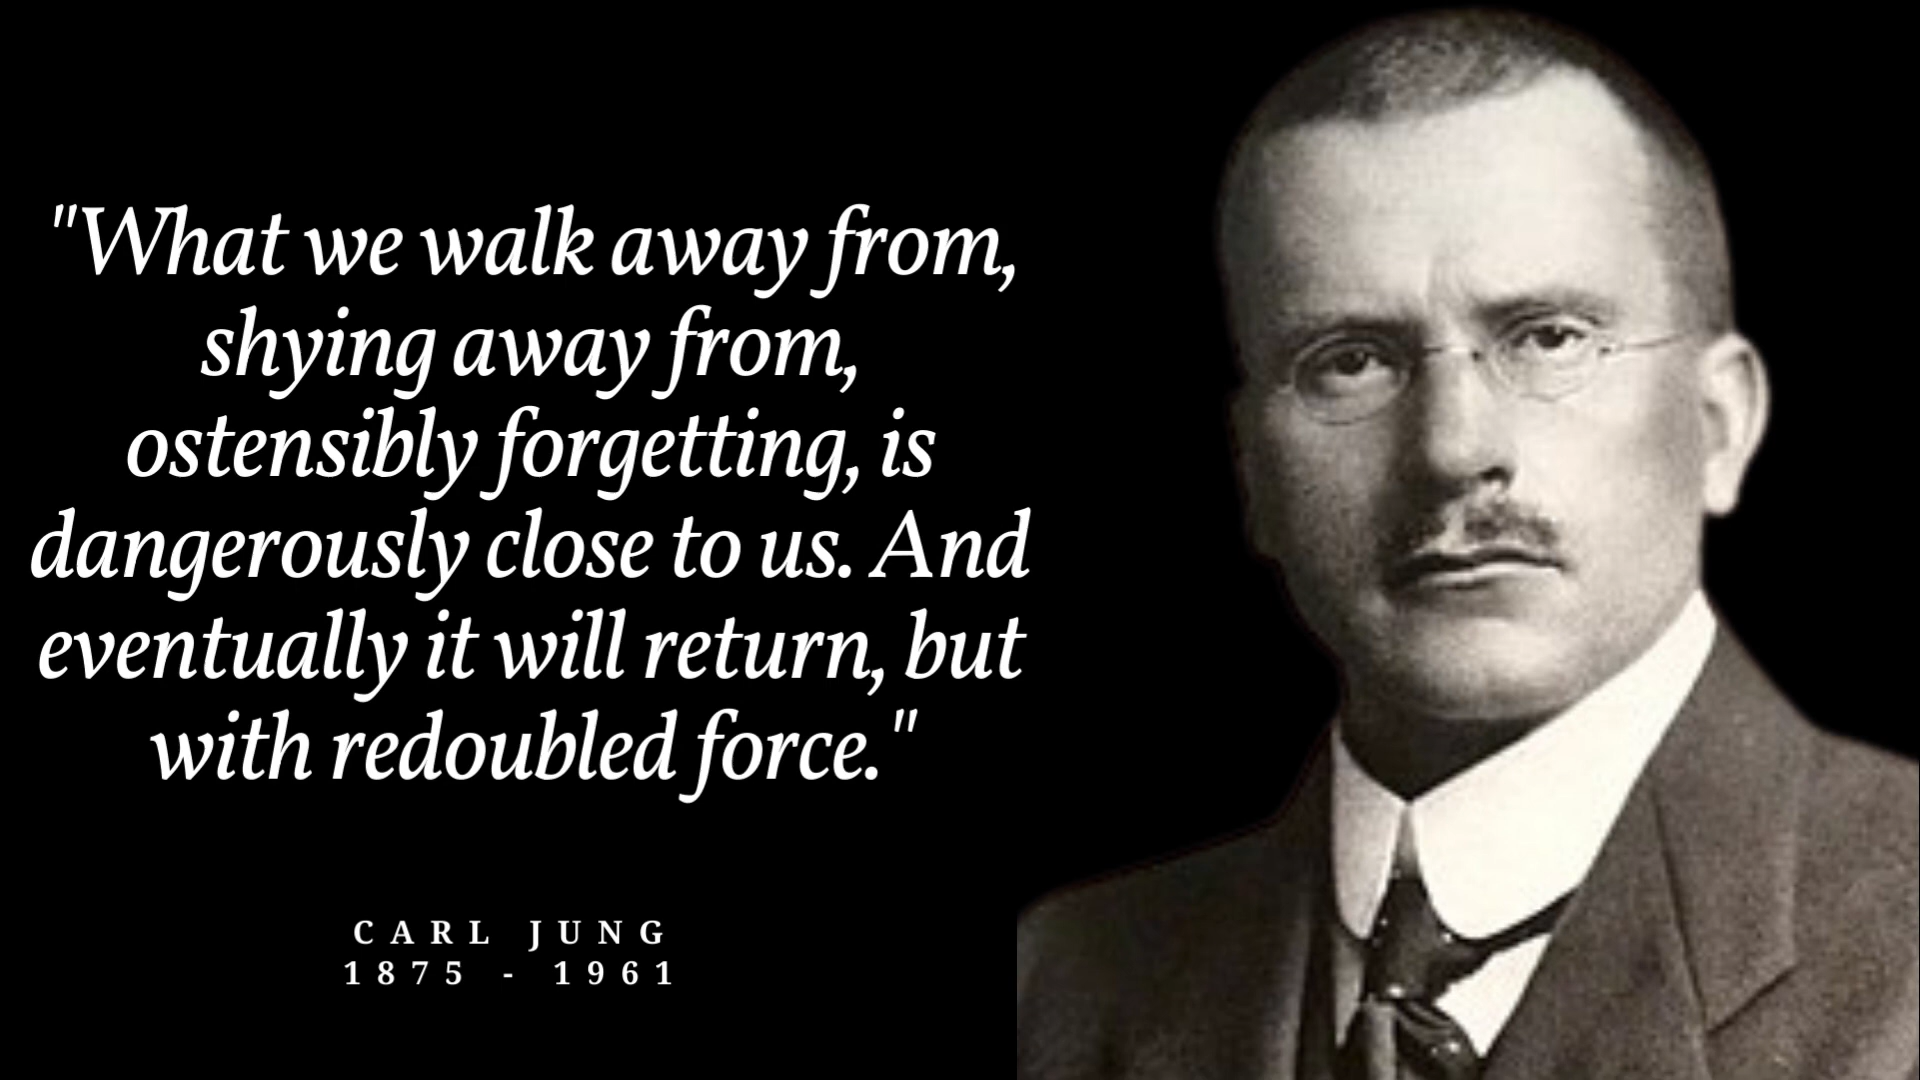 "What we walk away from,
shying away from,
ostensibly forgetting, is
dangerously close to us. And
eventually it will return, but
with redoubled force."
CARL JUNG
1875 - 1961